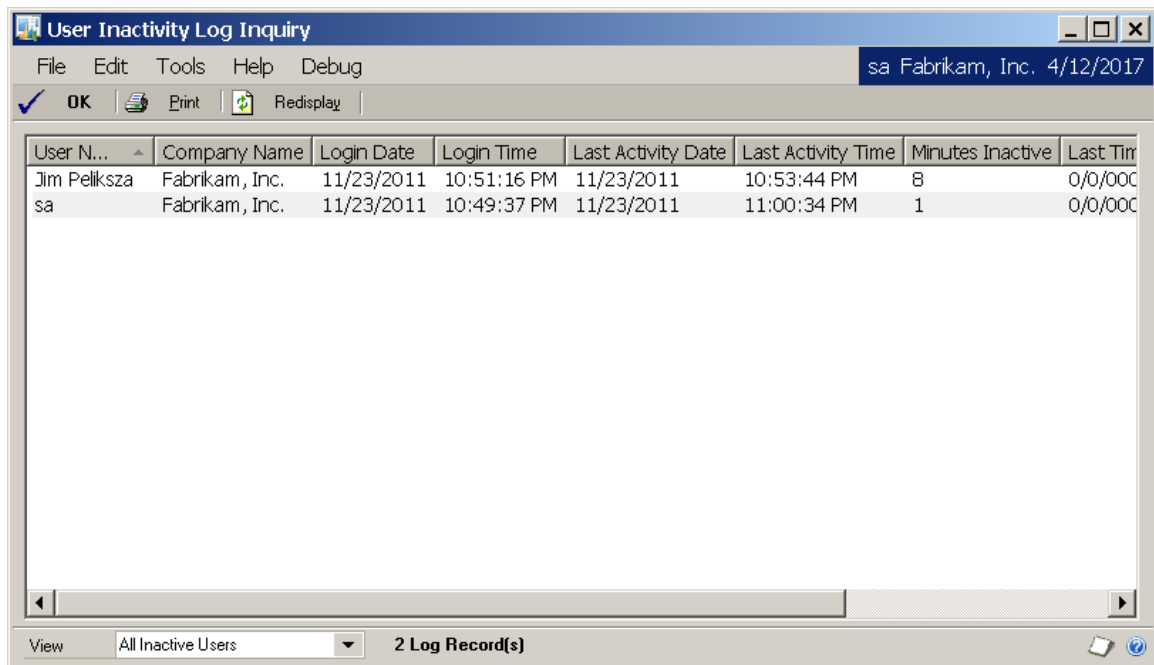 User Inactivity Log Inquiry
File Edit Tools Help Debug sa Fabrikam, Inc. 4/12/2017
OK Print Redisplay
User N... Company Name Login Date Login Time Last Activity Date Last Activity Time Minutes Inactive Last Tim
Jim Peliksza Fabrikam, Inc. 11/23/2011 10:51:16 PM 11/23/2011 10:53:44 PM 8 0/0/000
sa Fabrikam, Inc. 11/23/2011 10:49:37 PM 11/23/2011 11:00:34 PM 1 0/0/000
View All Inactive Users 2 Log Record(s)